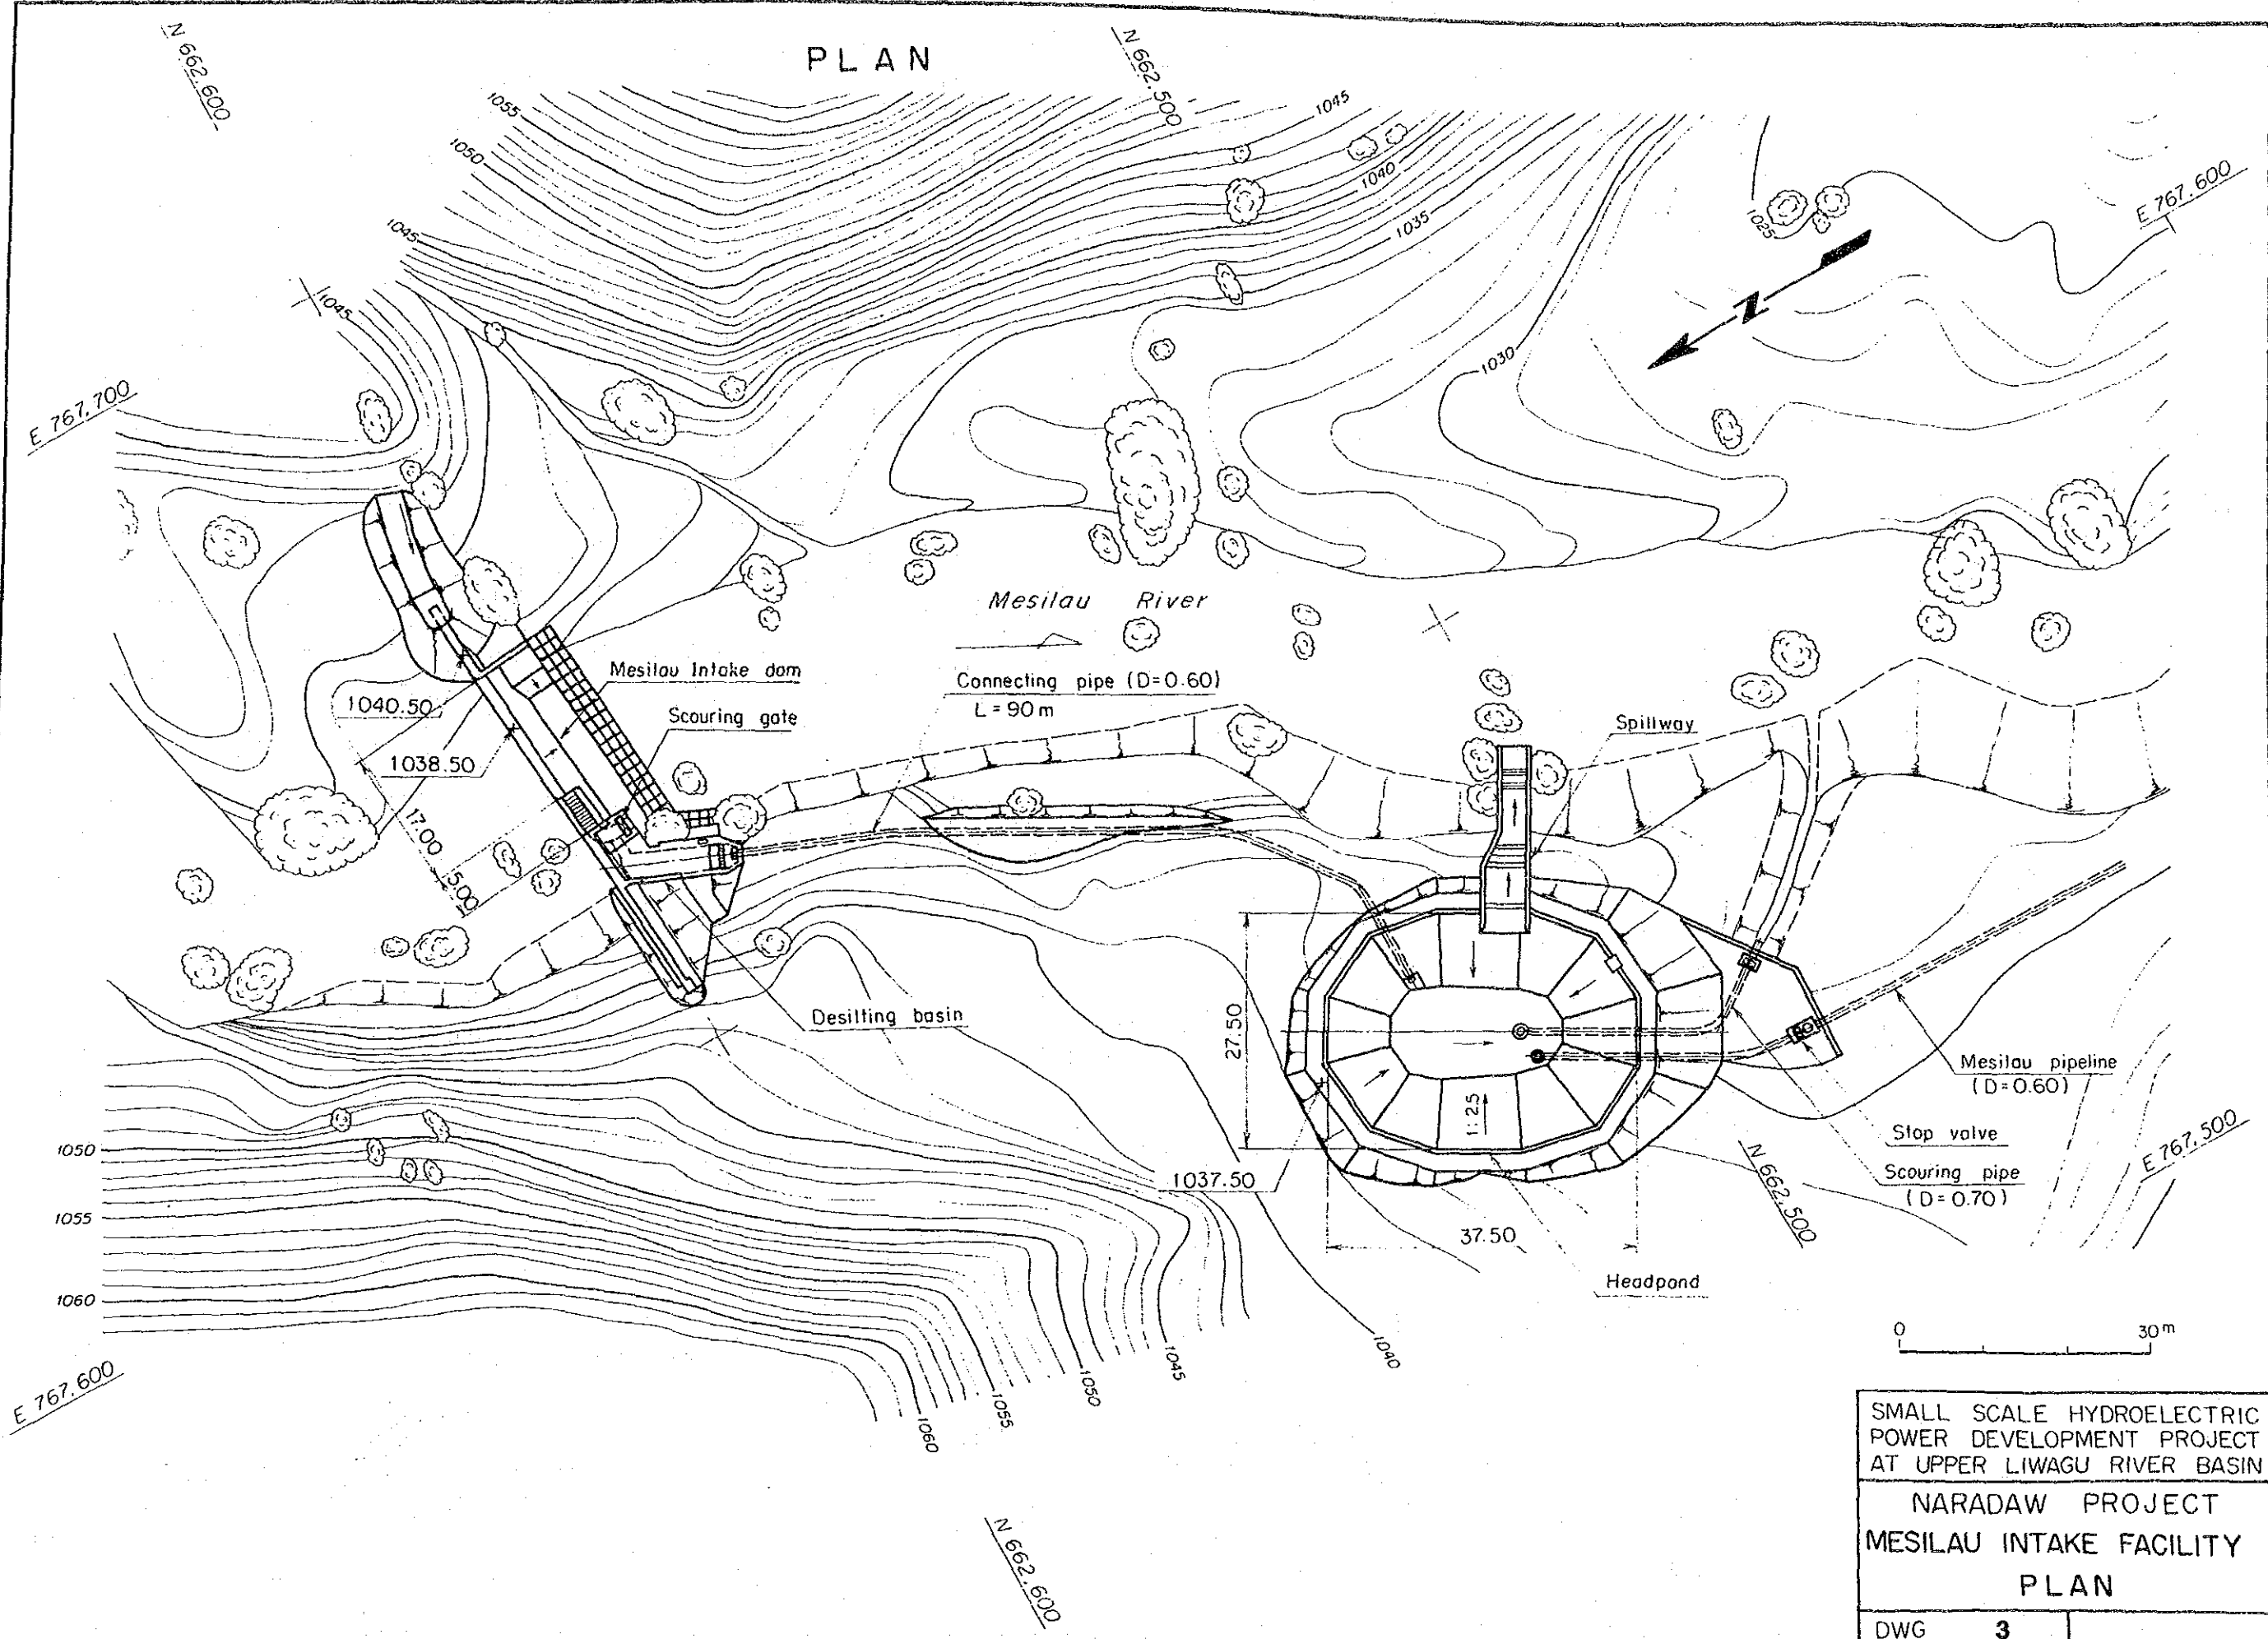 PLAN
N 662.600
N 662.500
1055
1050
1045
1045
1045
1040
1035
1030
1025
E 767.600
N
E 767.700
Mesilau River
Mesilau Intake dam
Connecting pipe (D=0.60)
L = 90 m
1040.50
Scouring gate
Spillway
1038.50
17.00
5.00
Desilting basin
27.50
1:2.5
Mesilau pipeline
(D=0.60)
Stop valve
Scouring pipe
(D=0.70)
E 767.500
N 662.500
1037.50
37.50
Headpond
1050
1055
1060
1040
1045
1050
1055
1060
E 767.600
N 662.600
0 30m
SMALL SCALE HYDROELECTRIC
POWER DEVELOPMENT PROJECT
AT UPPER LIWAGU RIVER BASIN
NARADAW PROJECT
MESILAU INTAKE FACILITY
PLAN
DWG 3